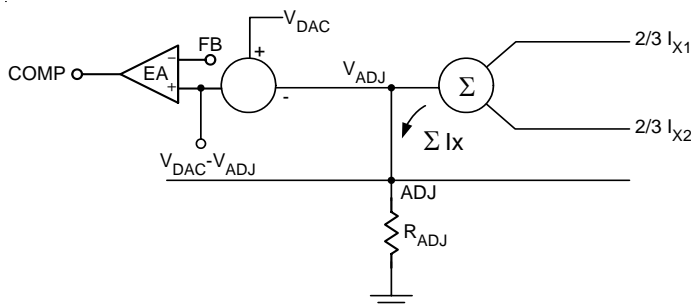 V_DAC
2/3 I_X1
FB
COMP
EA
−
+
+
-
V_ADJ
Σ
Σ Ix
2/3 I_X2
V_DAC-V_ADJ
ADJ
R_ADJ